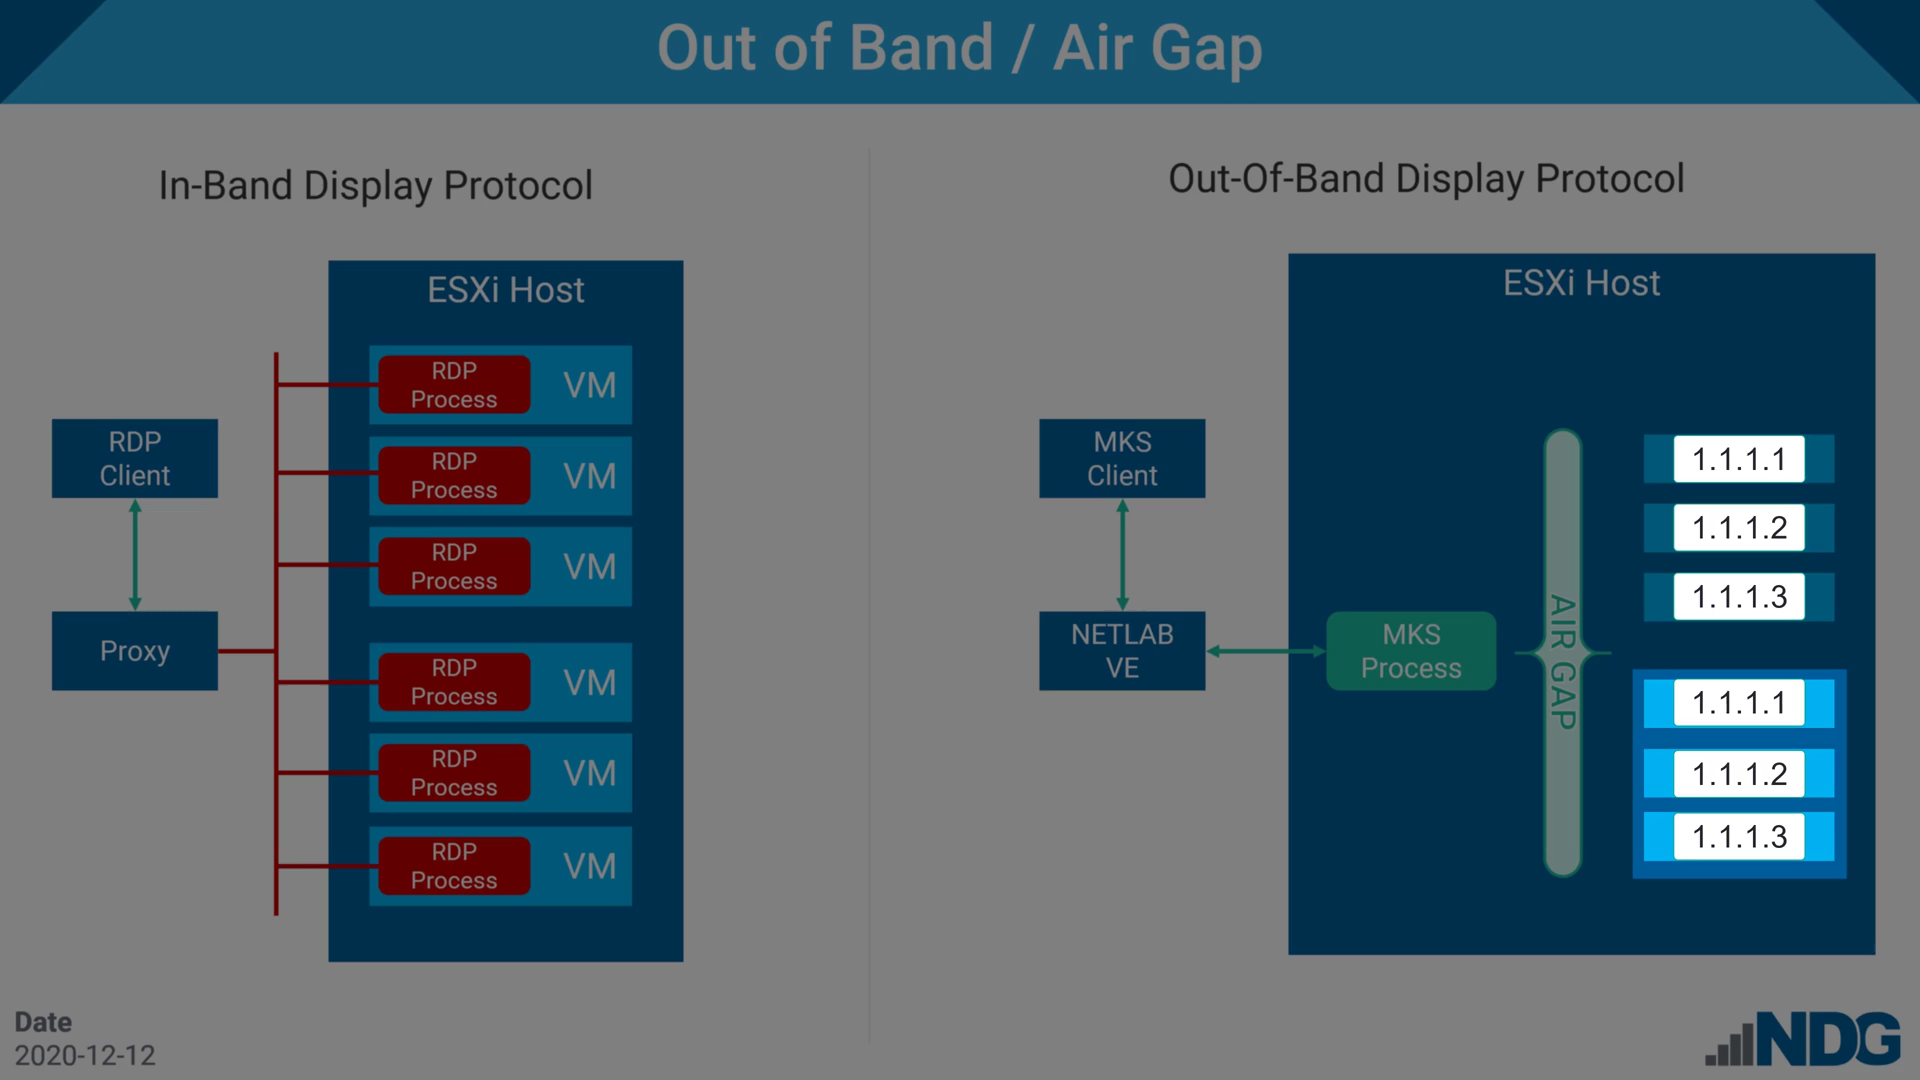 Out of Band / Air Gap
In-Band Display Protocol
ESXi Host
RDP
Process
VM
RDP
Process
VM
RDP
Process
VM
RDP
Process
VM
RDP
Process
VM
RDP
Process
VM
RDP
Client
Proxy
Out-Of-Band Display Protocol
ESXi Host
MKS
Client
NETLAB
VE
MKS
Process
AIR GAP
1.1.1.1
1.1.1.2
1.1.1.3
1.1.1.1
1.1.1.2
1.1.1.3
Date
2020-12-12
NDG